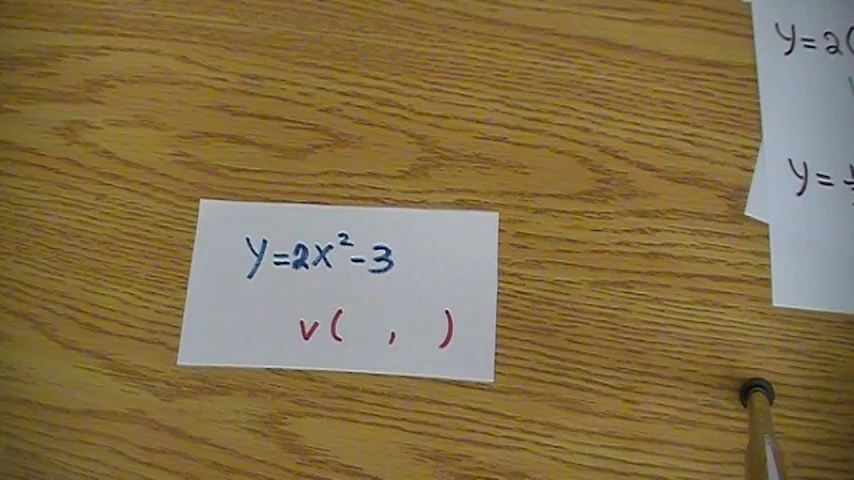 y=2x²-3
v( , )
y=2(
y=